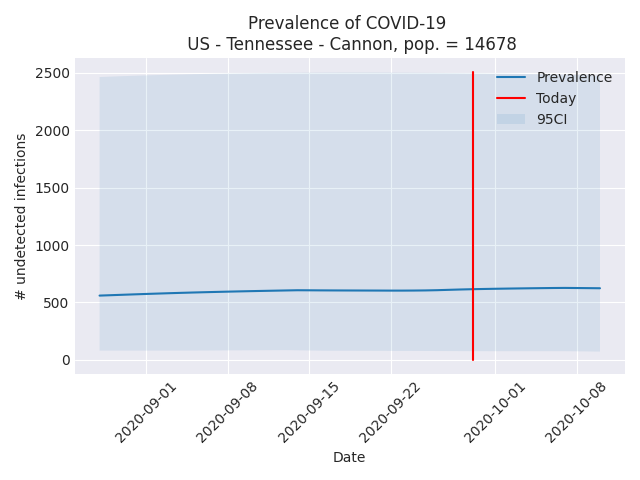 Prevalence of COVID-19
US - Tennessee - Cannon, pop. = 14678
2500
2000
1500
1000
500
0
# undetected infections
Prevalence
Today
95CI
2020-09-01
2020-09-08
2020-09-15
2020-09-22
2020-10-01
2020-10-08
Date